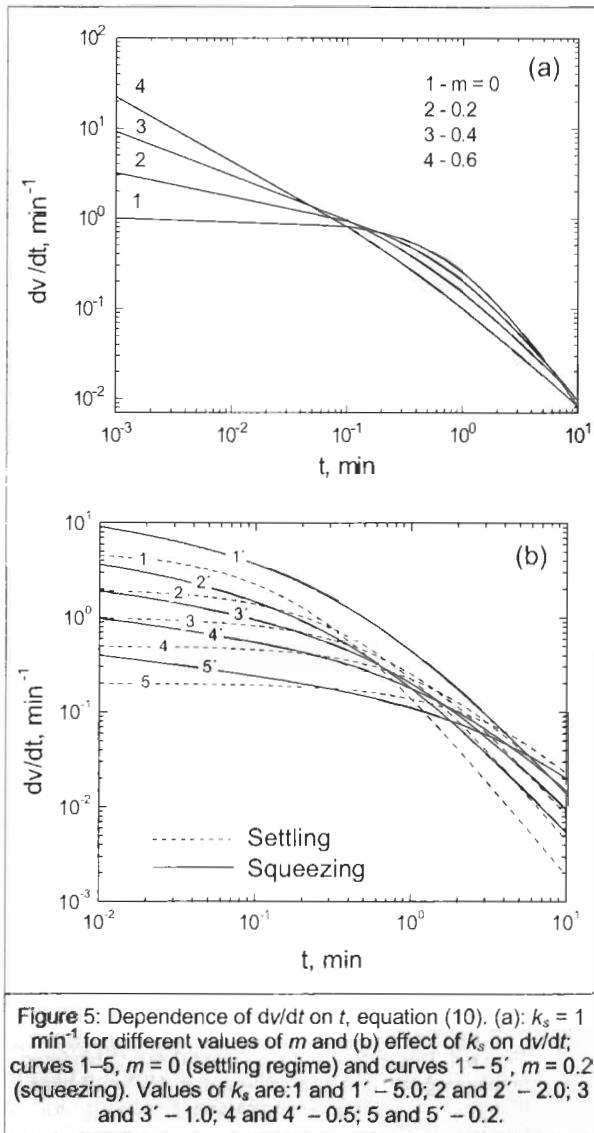 10²
(a)
4
1 - m = 0
2 - 0.2
10¹
3
3 - 0.4
4 - 0.6
2
1
10⁰
dv/dt, min⁻¹
10⁻¹
10⁻²
10⁻³ 10⁻² 10⁻¹ 10⁰ 10¹
t, min
10¹
(b)
1 1´
2 2´
10⁰
3 3´
4 4´
5 5´
dv/dt, min⁻¹
10⁻¹
10⁻²
Settling
Squeezing
10⁻³
10⁻² 10⁻¹ 10⁰ 10¹
t, min
Figure 5: Dependence of dv/dt on t, equation (10). (a): kₛ = 1
min⁻¹ for different values of m and (b) effect of kₛ on dv/dt;
curves 1–5, m = 0 (settling regime) and curves 1´– 5´, m = 0.2
(squeezing). Values of kₛ are:1 and 1´ – 5.0; 2 and 2´ – 2.0; 3
and 3´ – 1.0; 4 and 4´ – 0.5; 5 and 5´ – 0.2.